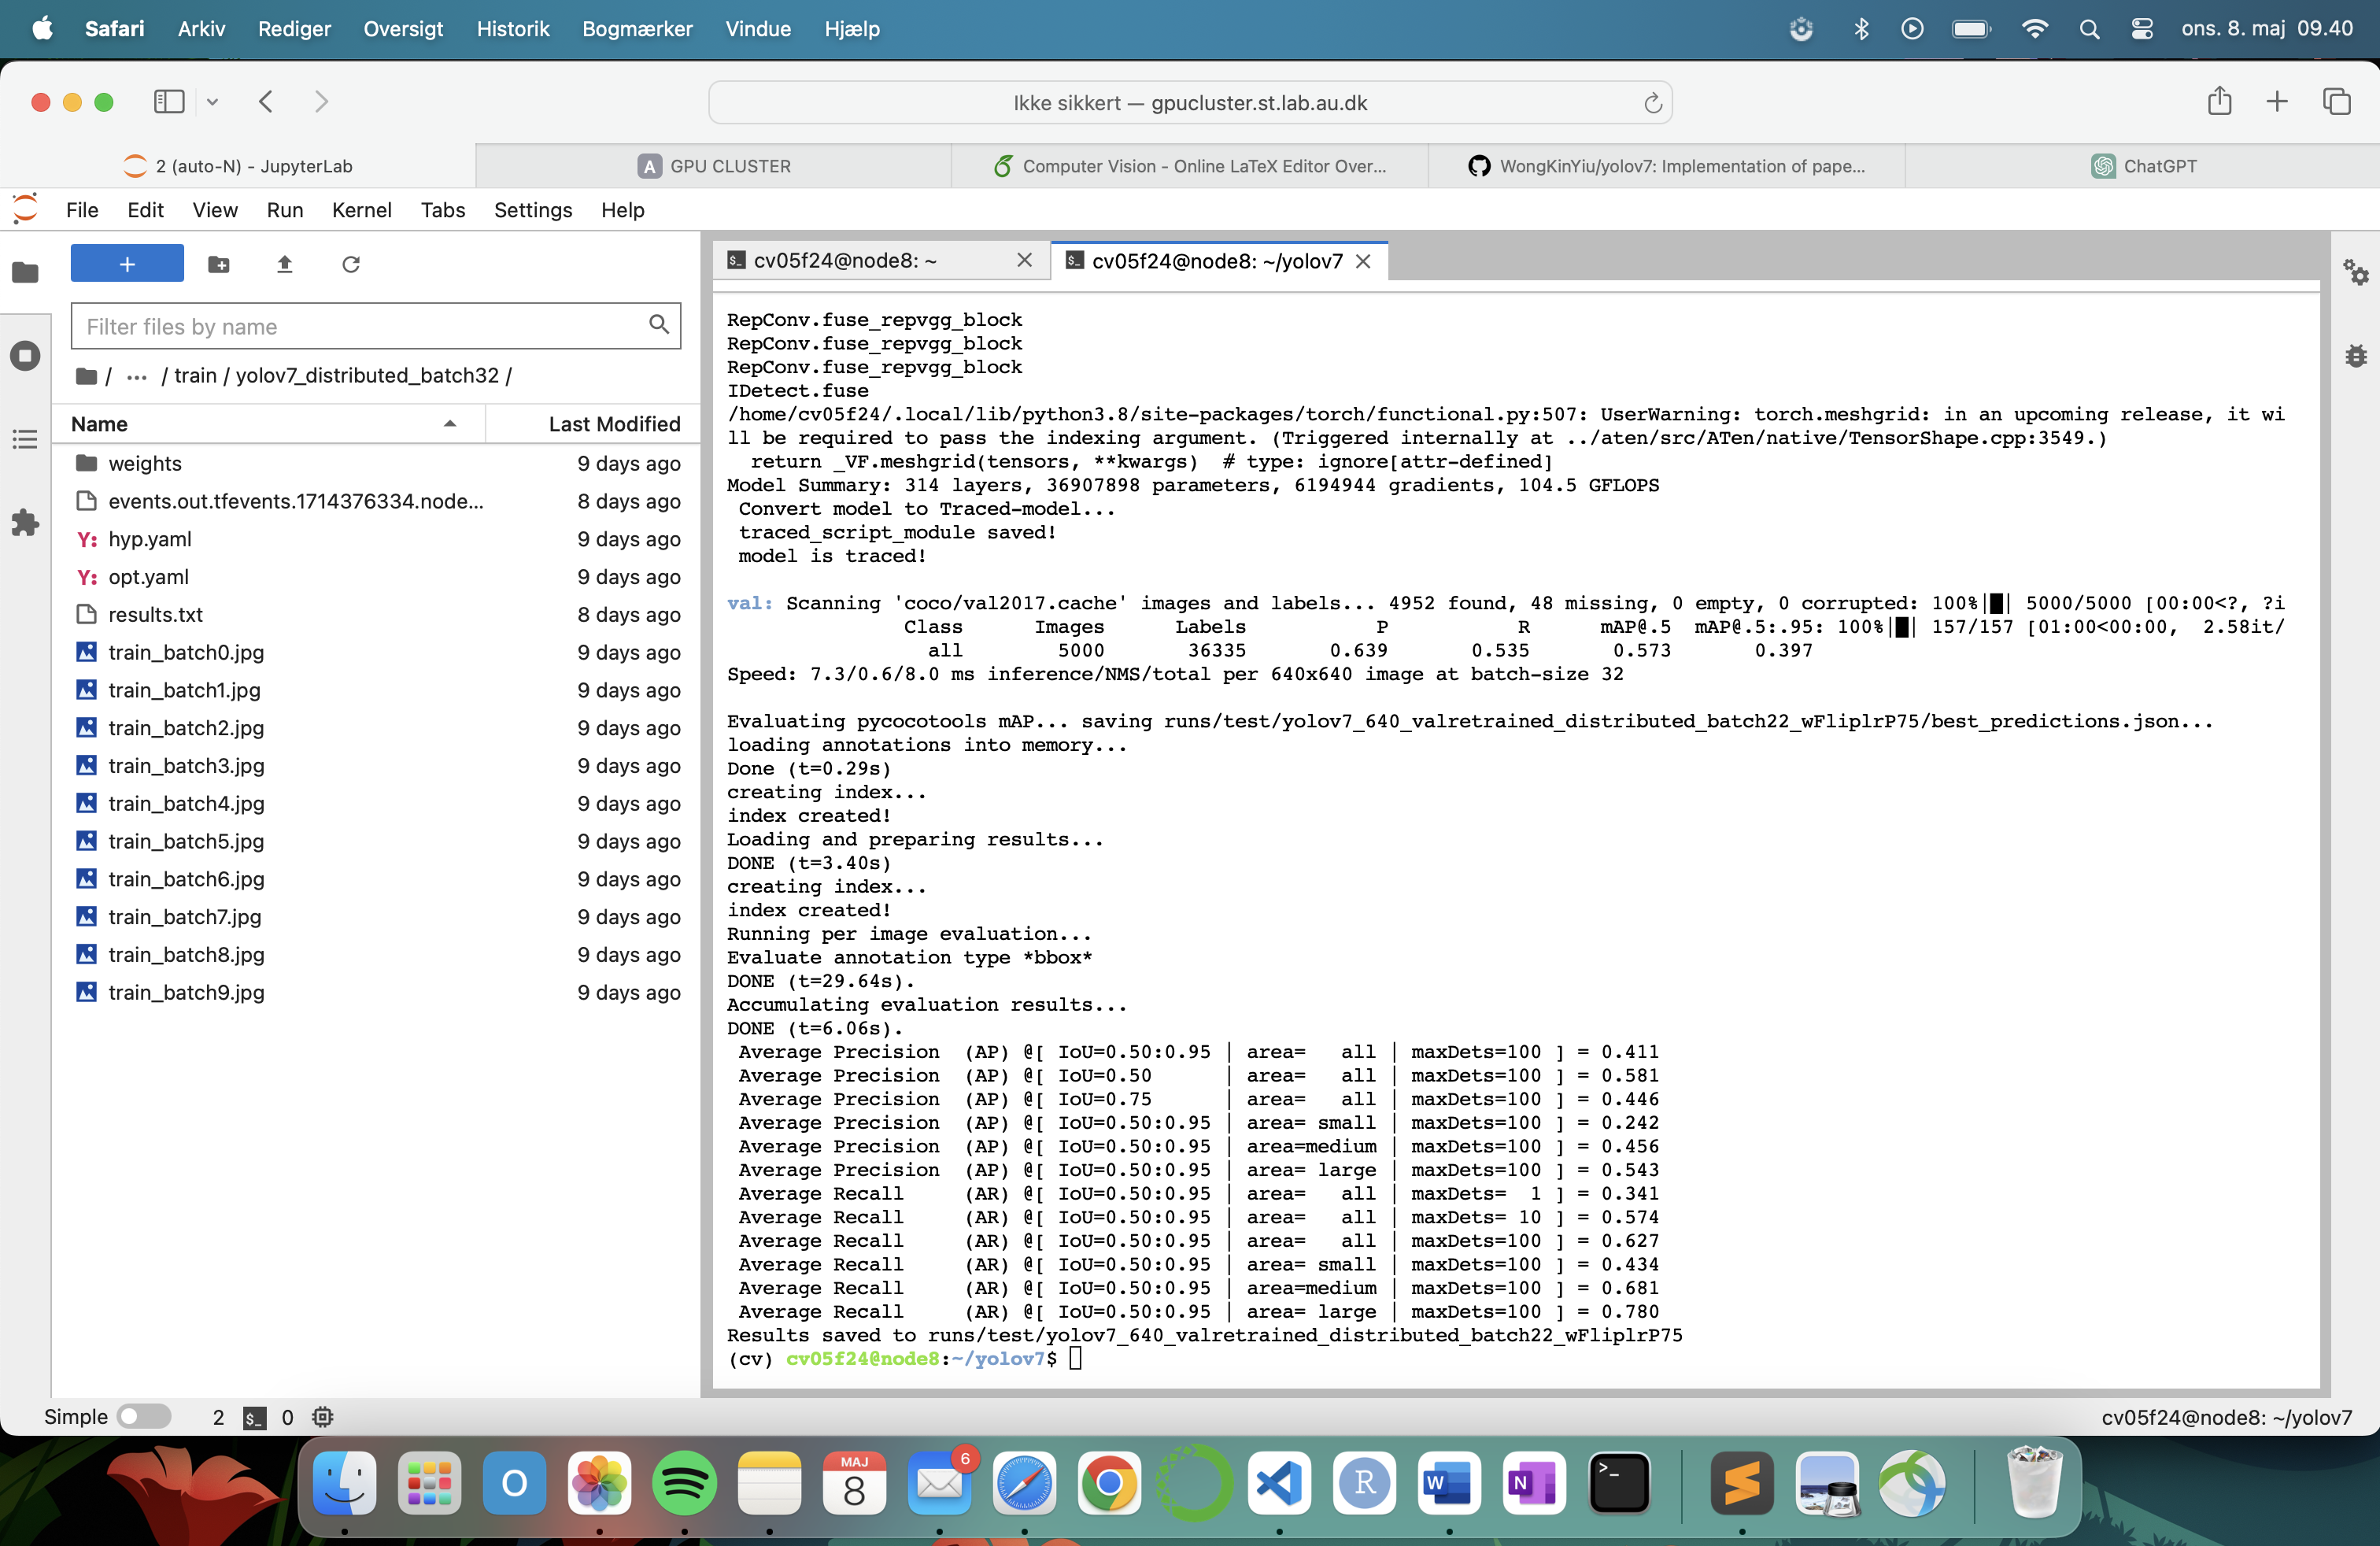 Safari Arkiv Rediger Oversigt Historik Bogmærker Vindue Hjælp ons. 8. maj 09.40
Ikke sikkert — gpucluster.st.lab.au.dk
2 (auto-N) - JupyterLab
A GPU CLUSTER
Computer Vision - Online LaTeX Editor Over...
WongKinYiu/yolov7: Implementation of pape...
ChatGPT
File Edit View Run Kernel Tabs Settings Help
+
Filter files by name
/ ... / train / yolov7_distributed_batch32 /
Name Last Modified
weights 9 days ago
events.out.tfevents.1714376334.node... 8 days ago
Y: hyp.yaml 9 days ago
Y: opt.yaml 9 days ago
results.txt 8 days ago
train_batch0.jpg 9 days ago
train_batch1.jpg 9 days ago
train_batch2.jpg 9 days ago
train_batch3.jpg 9 days ago
train_batch4.jpg 9 days ago
train_batch5.jpg 9 days ago
train_batch6.jpg 9 days ago
train_batch7.jpg 9 days ago
train_batch8.jpg 9 days ago
train_batch9.jpg 9 days ago
$_ cv05f24@node8: ~
$_ cv05f24@node8: ~/yolov7
RepConv.fuse_repvgg_block
RepConv.fuse_repvgg_block
RepConv.fuse_repvgg_block
IDetect.fuse
/home/cv05f24/.local/lib/python3.8/site-packages/torch/functional.py:507: UserWarning: torch.meshgrid: in an upcoming release, it wi
ll be required to pass the indexing argument. (Triggered internally at ../aten/src/ATen/native/TensorShape.cpp:3549.)
  return _VF.meshgrid(tensors, **kwargs)  # type: ignore[attr-defined]
Model Summary: 314 layers, 36907898 parameters, 6194944 gradients, 104.5 GFLOPS
 Convert model to Traced-model...
 traced_script_module saved!
 model is traced!
val: Scanning 'coco/val2017.cache' images and labels... 4952 found, 48 missing, 0 empty, 0 corrupted: 100%|█| 5000/5000 [00:00<?, ?i
Class Images Labels P R mAP@.5 mAP@.5:.95: 100%|█| 157/157 [01:00<00:00, 2.58it/
all 5000 36335 0.639 0.535 0.573 0.397
Speed: 7.3/0.6/8.0 ms inference/NMS/total per 640x640 image at batch-size 32
Evaluating pycocotools mAP... saving runs/test/yolov7_640_valretrained_distributed_batch22_wFliplrP75/best_predictions.json...
loading annotations into memory...
Done (t=0.29s)
creating index...
index created!
Loading and preparing results...
DONE (t=3.40s)
creating index...
index created!
Running per image evaluation...
Evaluate annotation type *bbox*
DONE (t=29.64s).
Accumulating evaluation results...
DONE (t=6.06s).
 Average Precision  (AP) @[ IoU=0.50:0.95 | area=   all | maxDets=100 ] = 0.411
 Average Precision  (AP) @[ IoU=0.50      | area=   all | maxDets=100 ] = 0.581
 Average Precision  (AP) @[ IoU=0.75      | area=   all | maxDets=100 ] = 0.446
 Average Precision  (AP) @[ IoU=0.50:0.95 | area= small | maxDets=100 ] = 0.242
 Average Precision  (AP) @[ IoU=0.50:0.95 | area=medium | maxDets=100 ] = 0.456
 Average Precision  (AP) @[ IoU=0.50:0.95 | area= large | maxDets=100 ] = 0.543
 Average Recall     (AR) @[ IoU=0.50:0.95 | area=   all | maxDets=  1 ] = 0.341
 Average Recall     (AR) @[ IoU=0.50:0.95 | area=   all | maxDets= 10 ] = 0.574
 Average Recall     (AR) @[ IoU=0.50:0.95 | area=   all | maxDets=100 ] = 0.627
 Average Recall     (AR) @[ IoU=0.50:0.95 | area= small | maxDets=100 ] = 0.434
 Average Recall     (AR) @[ IoU=0.50:0.95 | area=medium | maxDets=100 ] = 0.681
 Average Recall     (AR) @[ IoU=0.50:0.95 | area= large | maxDets=100 ] = 0.780
Results saved to runs/test/yolov7_640_valretrained_distributed_batch22_wFliplrP75
(cv) cv05f24@node8:~/yolov7$
Simple 2 $_ 0 cv05f24@node8: ~/yolov7
O MAJ 8 6 R W N >_